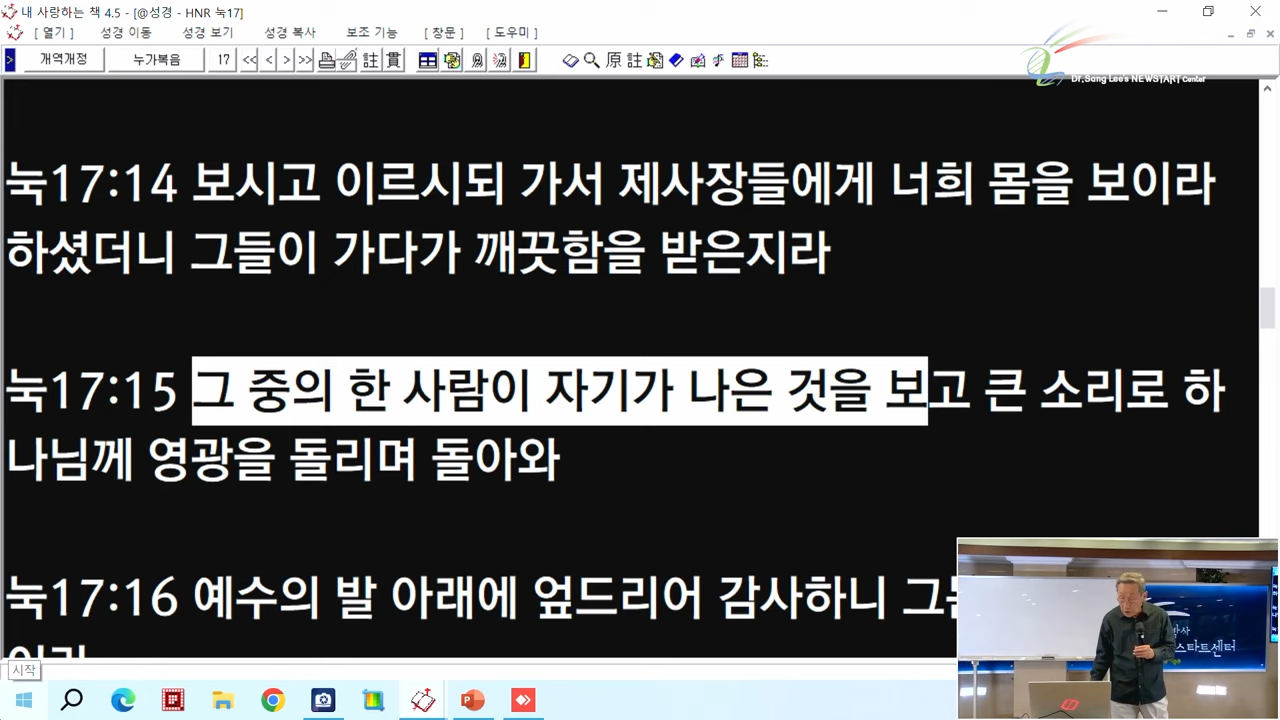 내 사랑하는 책 4.5 - [@성경 - HNR 눅17]
[ 열기 ] 성경 이동 성경 보기 성경 복사 보조 기능 [ 창문 ] [ 도우미 ]
> 개역개정 누가복음 17 << < > >> 註 貫 原 註
Dr.Sang Lee's NEWSTART Center
눅17:14 보시고 이르시되 가서 제사장들에게 너희 몸을 보이라
하셨더니 그들이 가다가 깨끗함을 받은지라
눅17:15 그 중의 한 사람이 자기가 나은 것을 보고 큰 소리로 하
나님께 영광을 돌리며 돌아와
눅17:16 예수의 발 아래에 엎드리어 감사하니
박사
스타트센터
시작